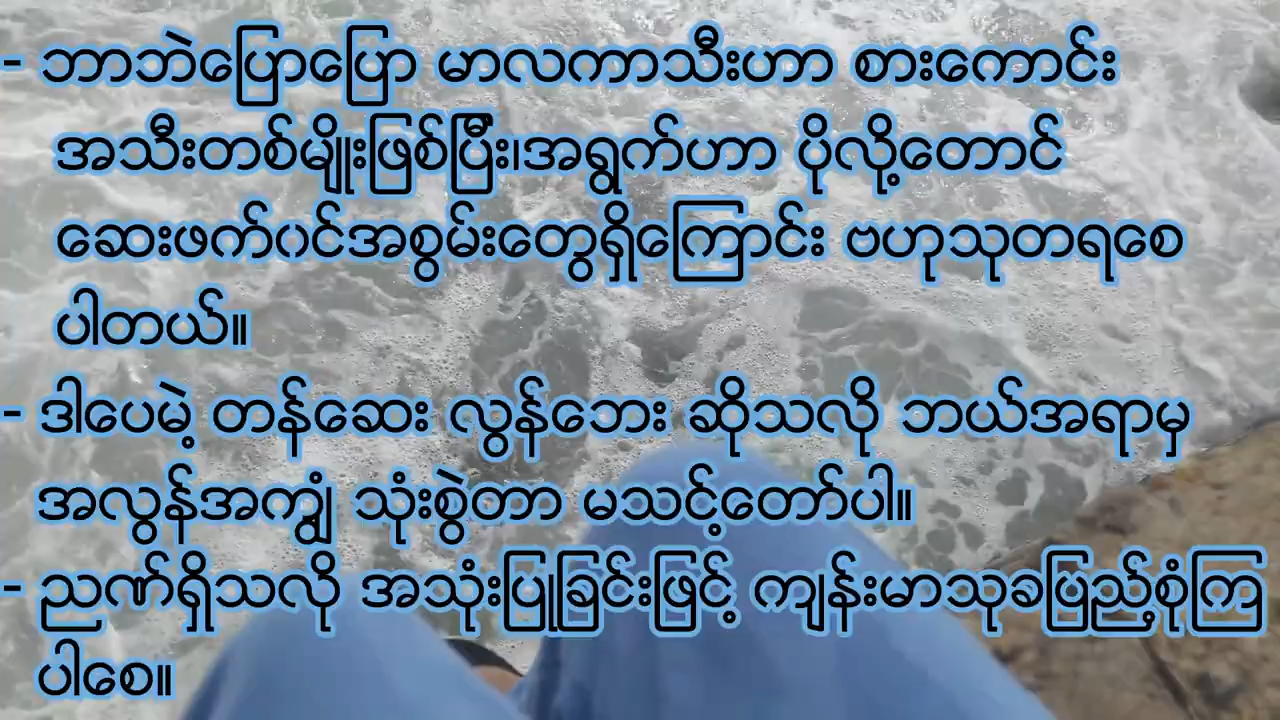 - ဘာဘဲပြောပြော မာလကာသီးဟာ စားကောင်း
အသီးတစ်မျိုးဖြစ်ပြီး၊အရွက်ဟာ ပိုလို့တောင်
ဆေးဖက်ဂင်အစွမ်းတွေရှိကြောင်း ဗဟုသုတရစေ
ပါတယ်။
- ဒါပေမဲ့ တန်ဆေး လွန်ဘေး ဆိုသလို ဘယ်အရာမှ
အလွန်အကျွံ သုံးစွဲတာ မသင့်တော်ပါ။
- ညဏ်ရှိသလို အသုံးပြုခြင်းဖြင့် ကျန်းမာသုခပြည့်စုံကြ
ပါစေ။